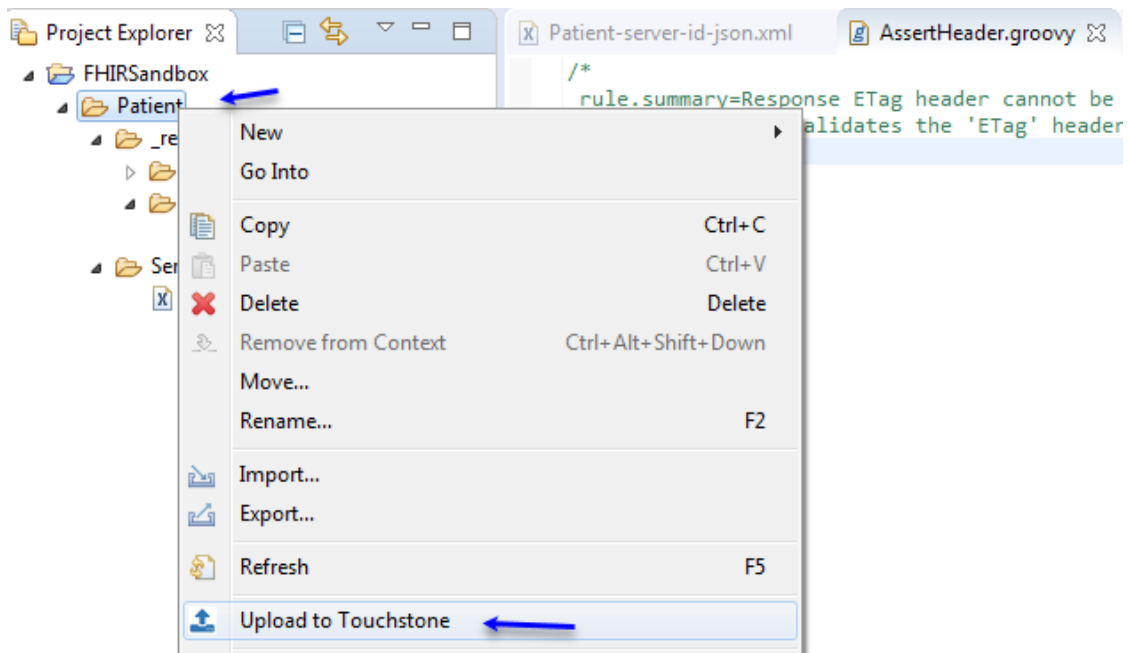 Project Explorer
Patient-server-id-json.xml
AssertHeader.groovy
FHIRSandbox
/*
Patient
rule.summary=Response ETag header cannot be
alidates the 'ETag' header
_re
Ser
New
Go Into
Copy Ctrl+C
Paste Ctrl+V
Delete Delete
Remove from Context Ctrl+Alt+Shift+Down
Move...
Rename... F2
Import...
Export...
Refresh F5
Upload to Touchstone